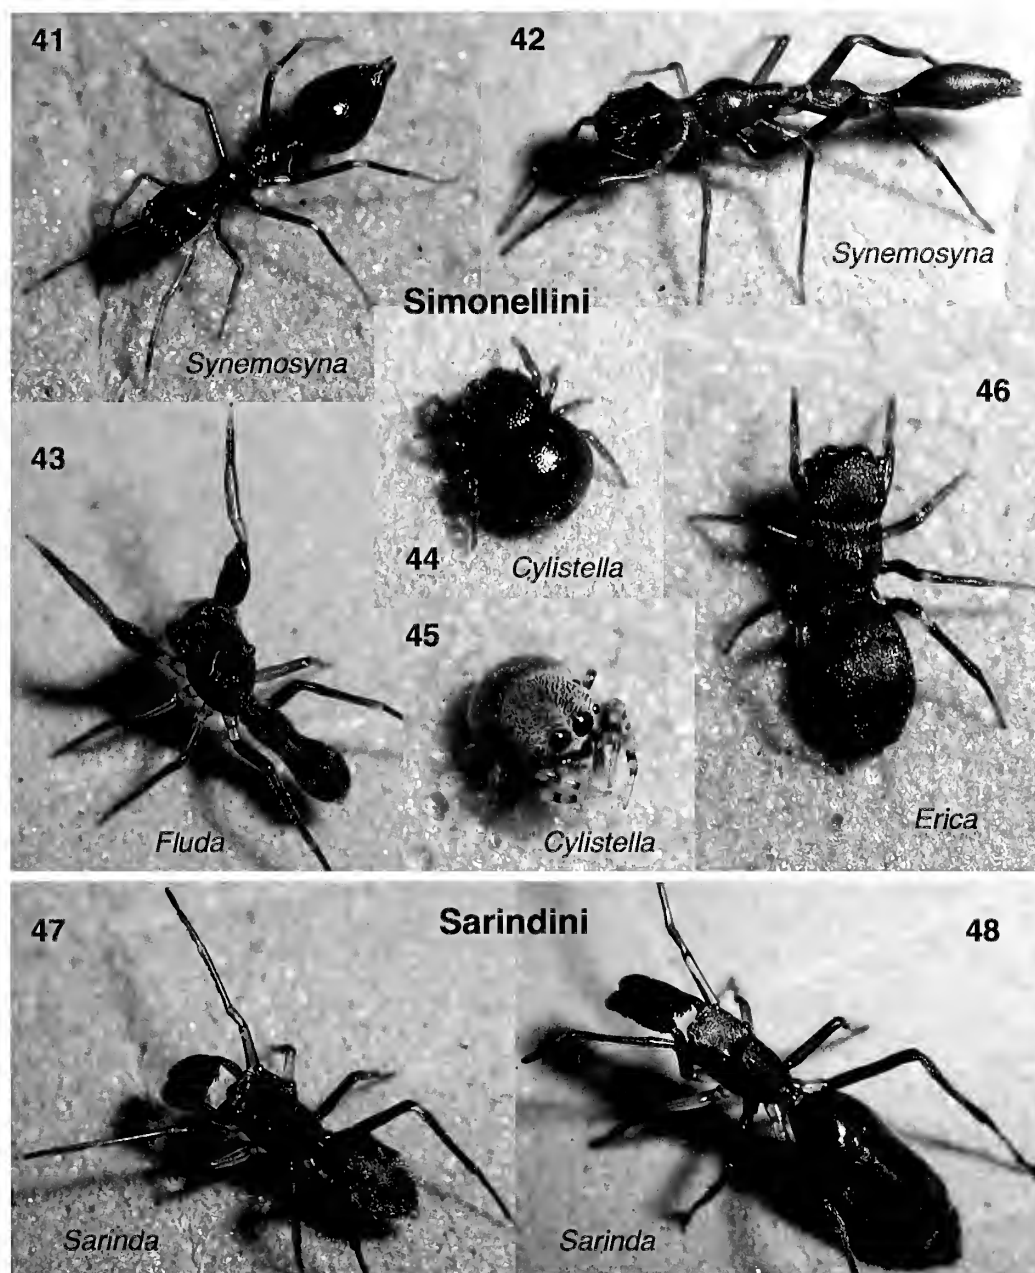 41
42
Synemosyna
Simonellini
Synemosyna
43
44
Cylistella
46
45
Fluda
Cylistella
Erica
47
Sarindini
48
Sarinda
Sarinda